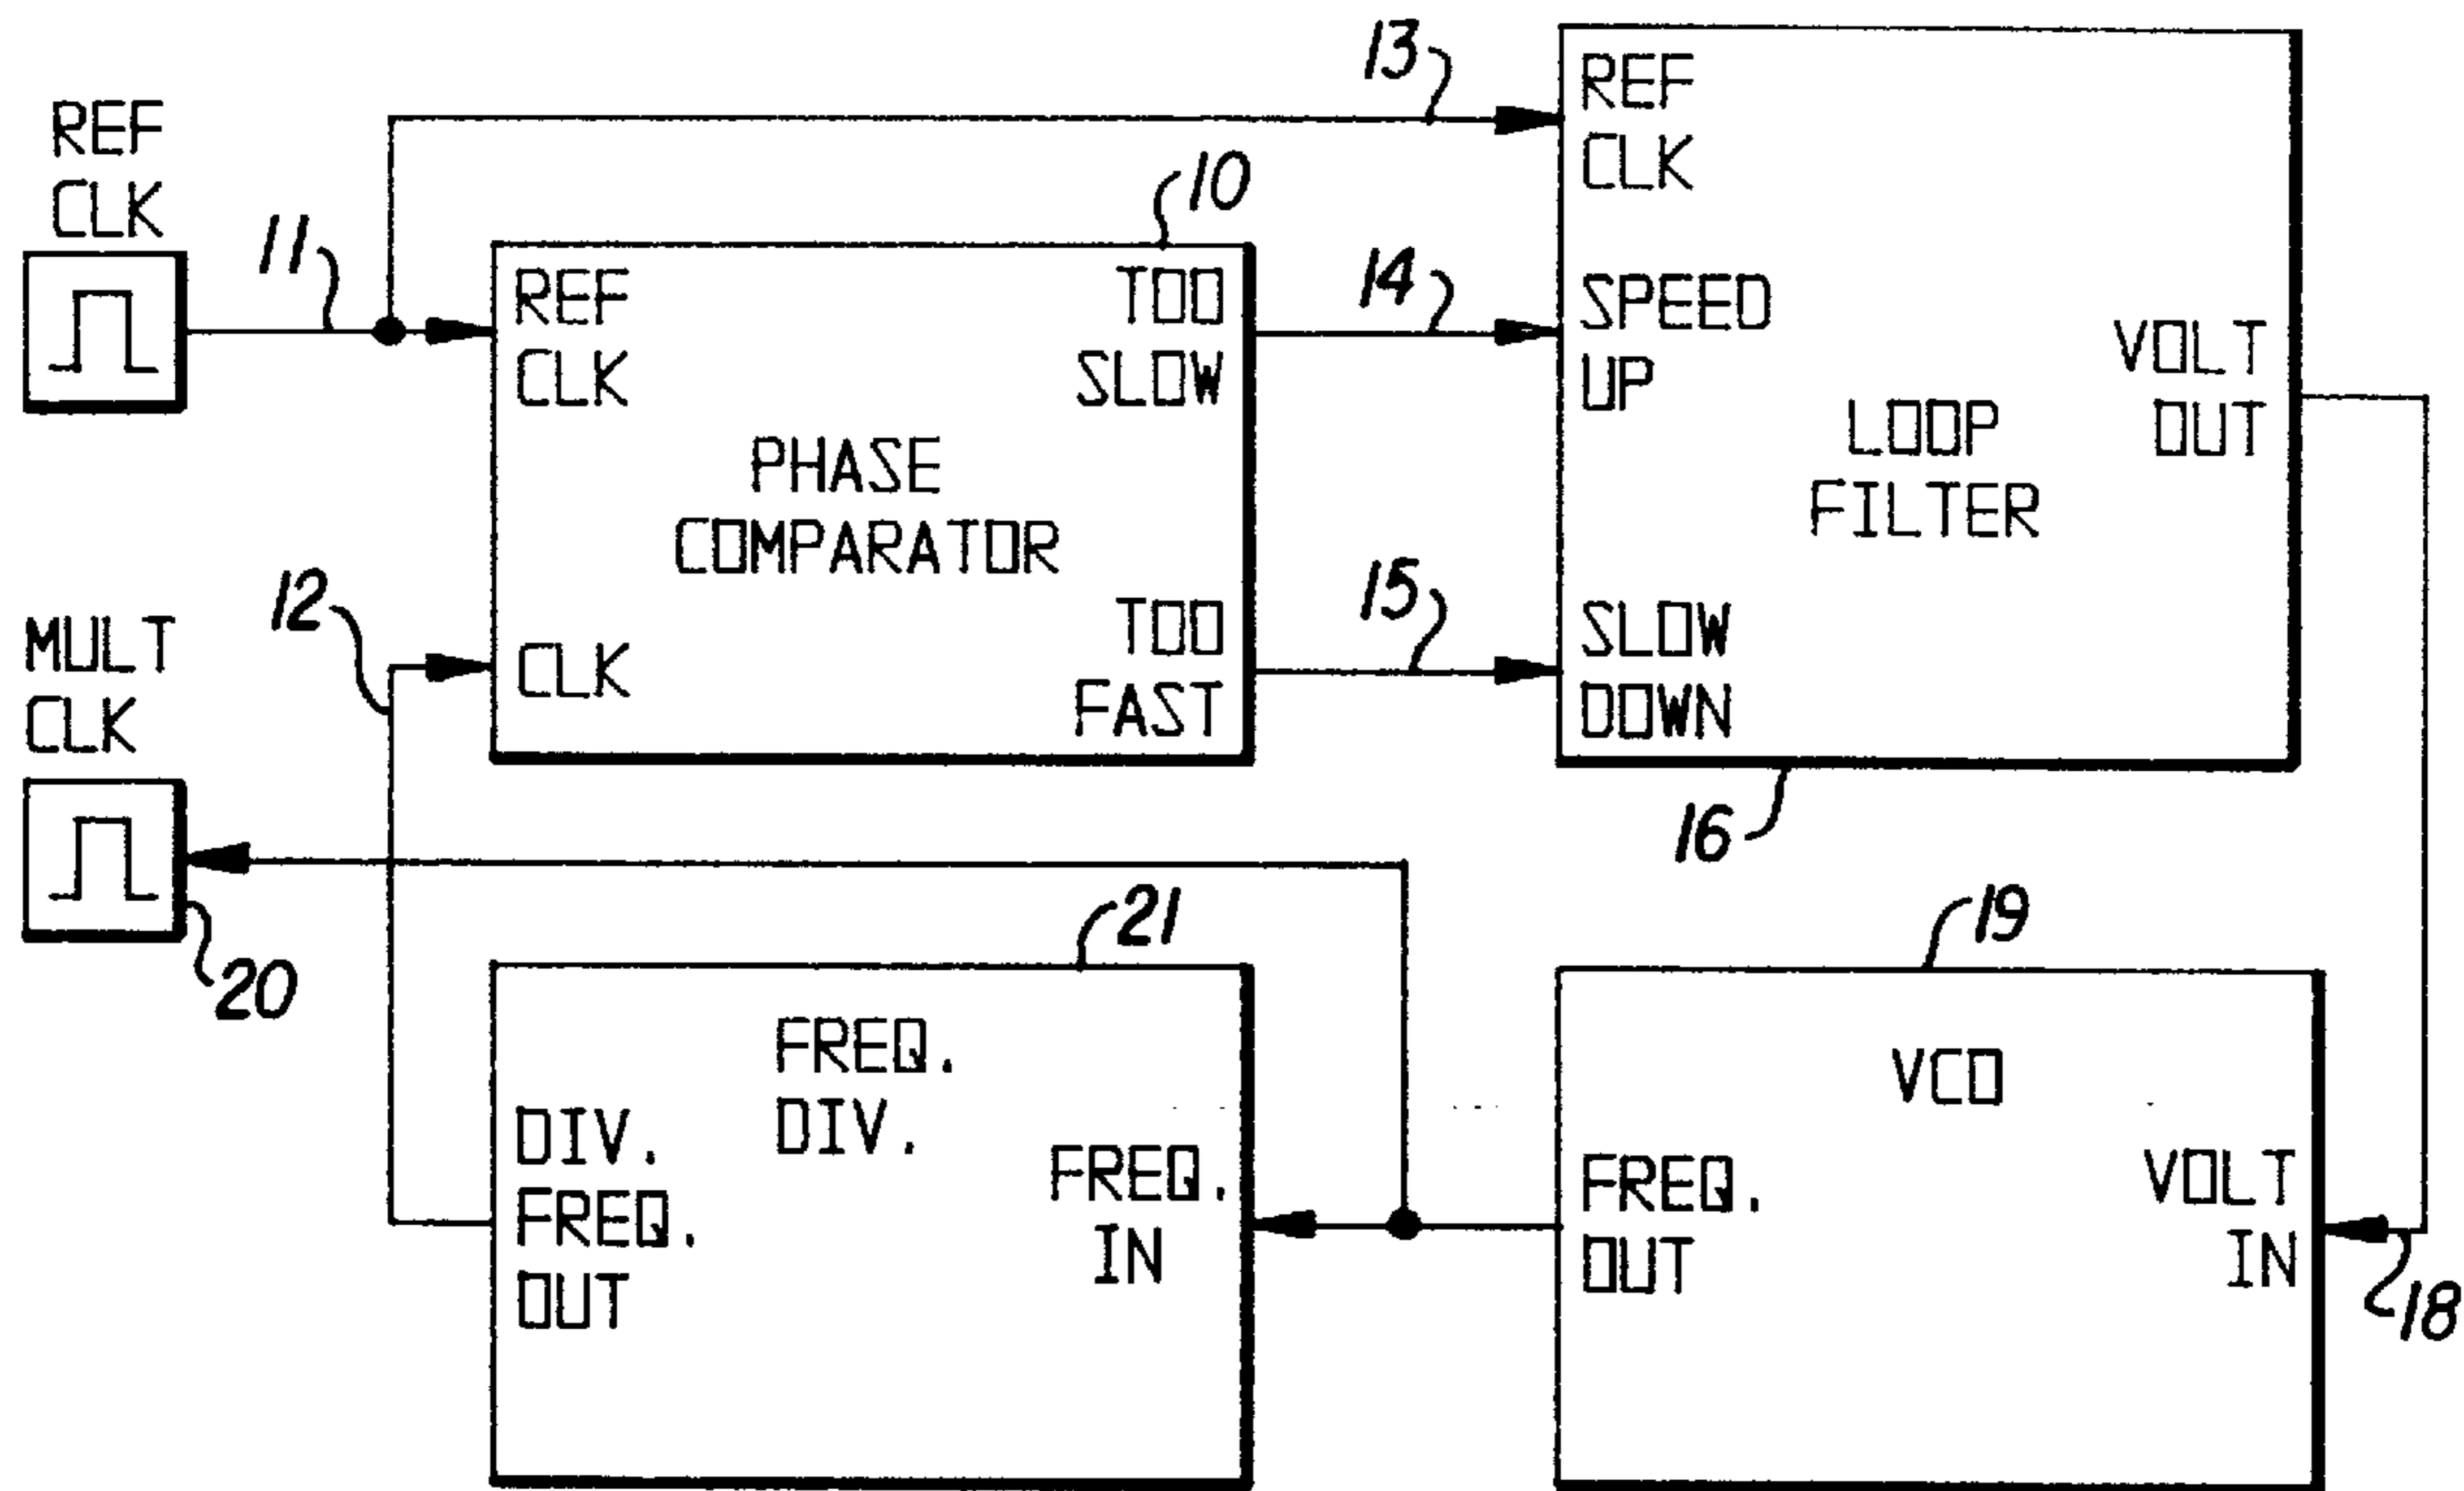 REF
CLK
11
13
10
REF
CLK
TOO
SLOW
PHASE
COMPARATOR
CLK
TOO
FAST
12
14
15
REF
CLK
SPEED
UP
VOLT
OUT
LOOP
FILTER
SLOW
DOWN
16
MULT
CLK
20
21
FREQ.
DIV.
DIV.
FREQ.
OUT
FREQ.
IN
19
VCO
FREQ.
OUT
VOLT
IN
18